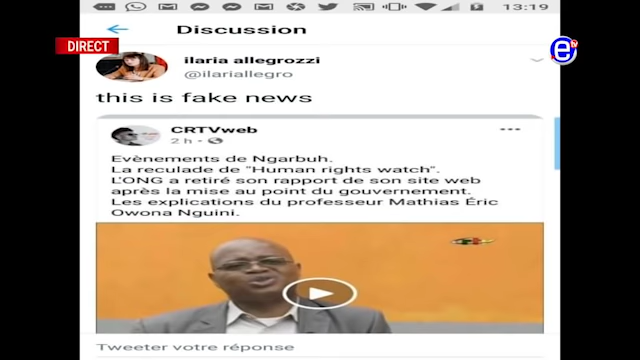 13:19
DIRECT
Discussion
e
ilaria allegrozzi
@ilariallegro
this is fake news
CRTVweb
2 h
Evènements de Ngarbuh.
La reculade de "Human rights watch".
L'ONG a retiré son rapport de son site web
après la mise au point du gouvernement.
Les explications du professeur Mathias Éric
Owona Nguini.
Tweeter votre réponse